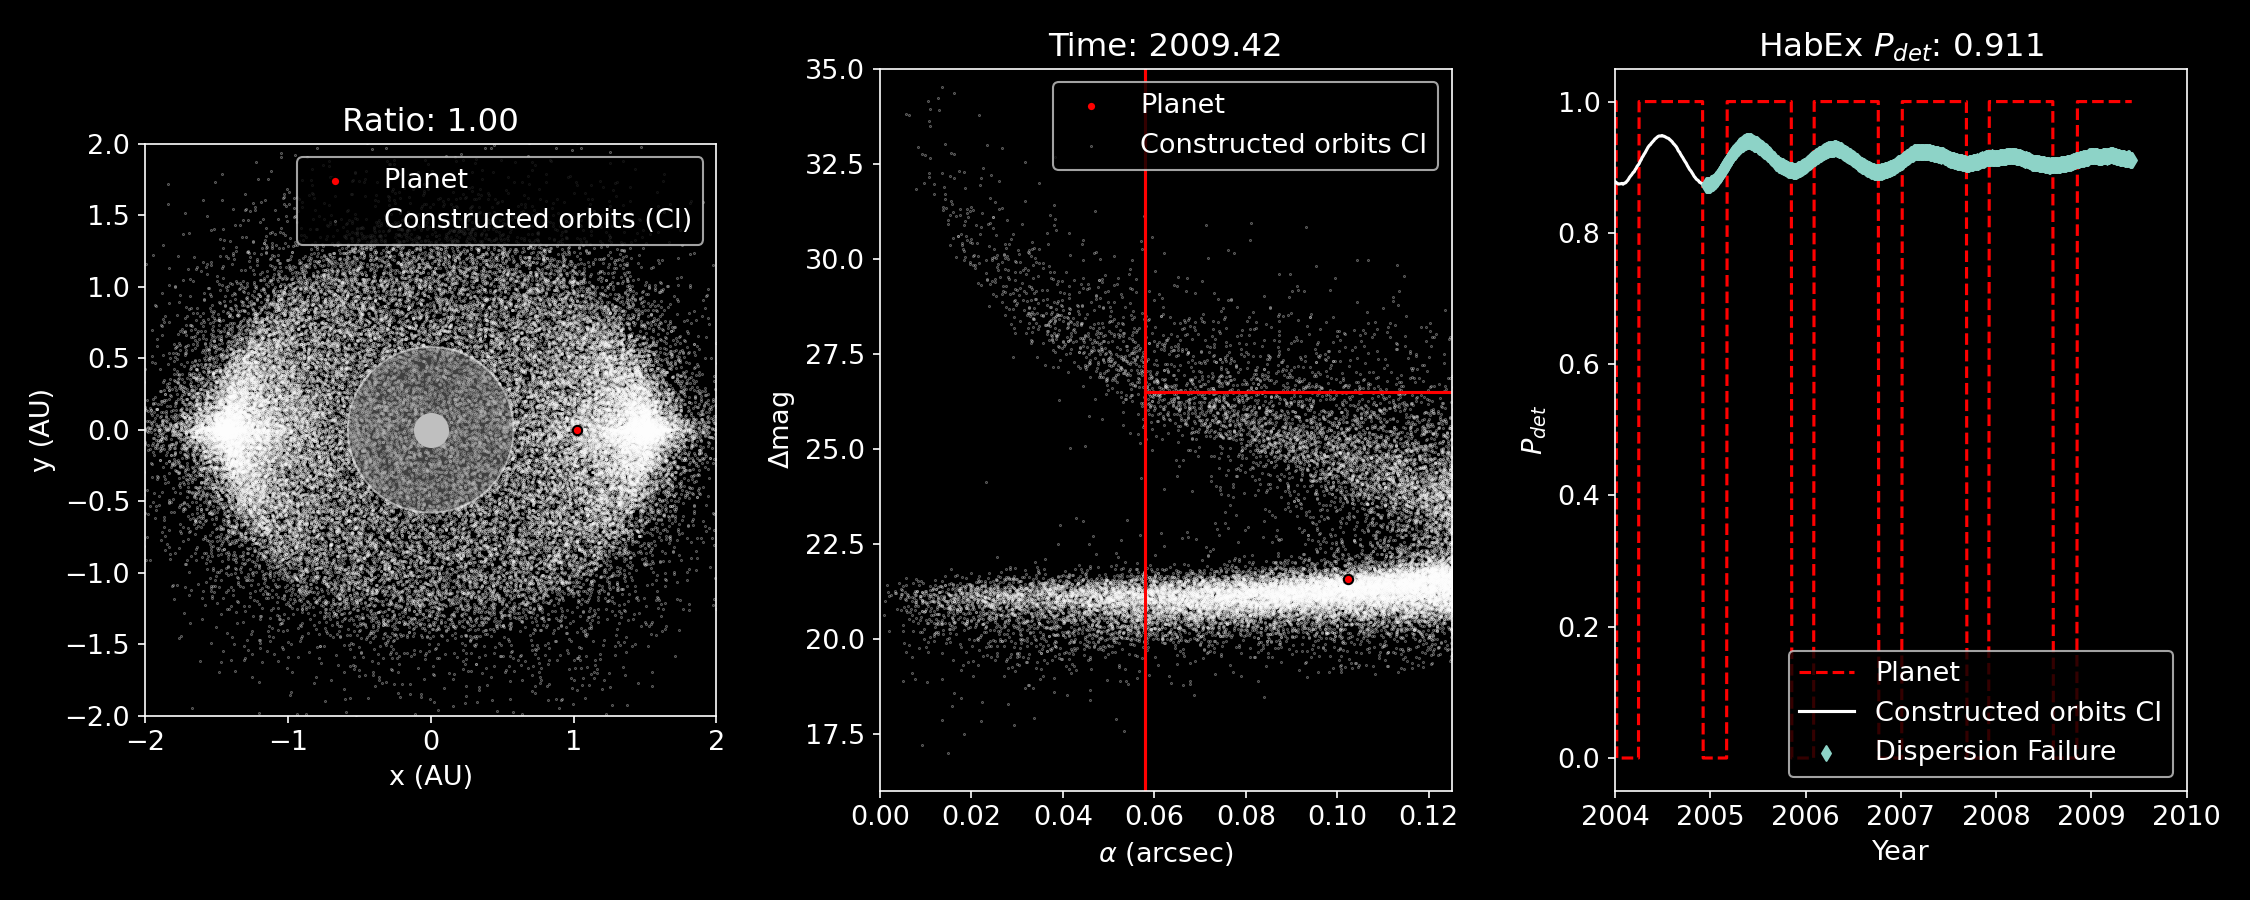 Ratio: 1.00
Planet
Constructed orbits (CI)
2.0
1.5
1.0
0.5
0.0
−0.5
−1.0
−1.5
−2.0
−2
−1
0
1
2
y (AU)
x (AU)
Time: 2009.42
Planet
Constructed orbits CI
35.0
32.5
30.0
27.5
25.0
22.5
20.0
17.5
0.00
0.02
0.04
0.06
0.08
0.10
0.12
Δmag
α (arcsec)
HabEx P_det: 0.911
1.0
0.8
0.6
0.4
0.2
0.0
2004
2005
2006
2007
2008
2009
2010
P_det
Year
Planet
Constructed orbits CI
Dispersion Failure